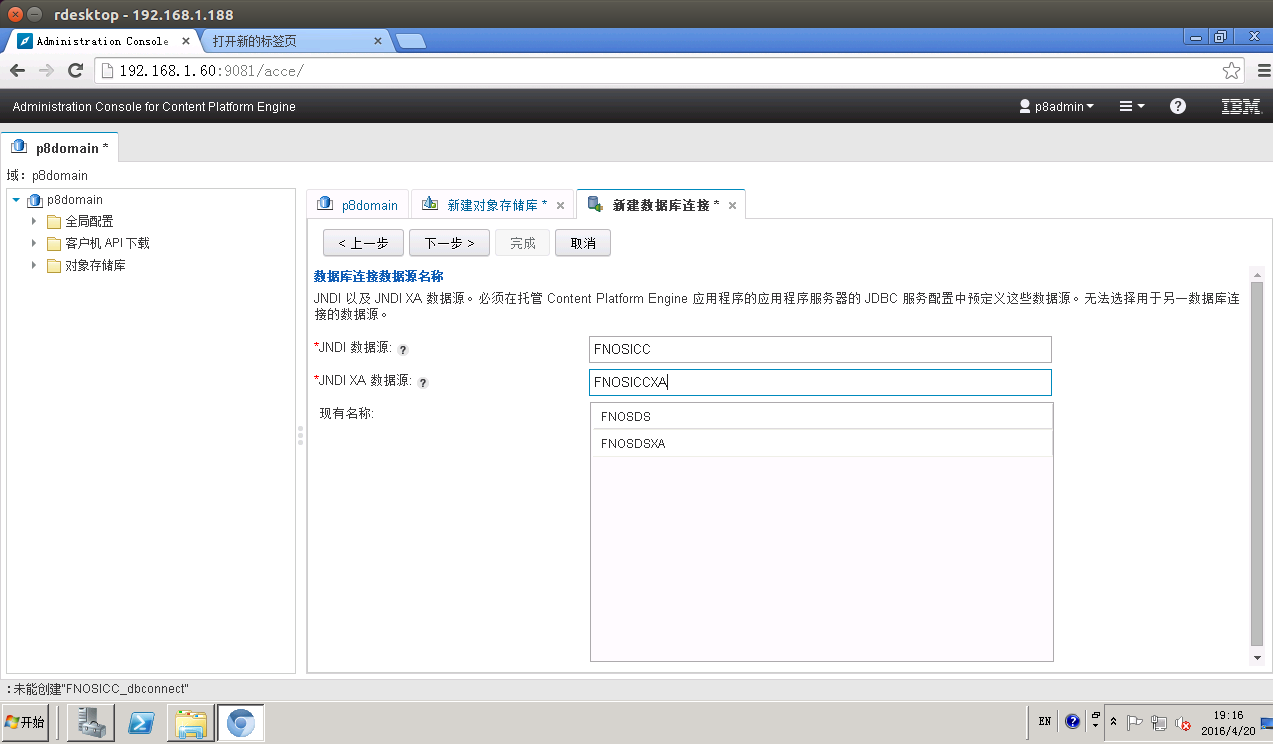 rdesktop - 192.168.1.188
Administration Console
打开新的标签页
192.168.1.60:9081/acce/
Administration Console for Content Platform Engine
p8admin
IBM
p8domain *
域: p8domain
p8domain
全局配置
客户机 API 下载
对象存储库
p8domain
新建对象存储库 *
新建数据库连接 *
< 上一步
下一步 >
完成
取消
数据库连接数据源名称
JNDI 以及 JNDI XA 数据源。必须在托管 Content Platform Engine 应用程序的应用程序服务器的 JDBC 服务配置中预定义这些数据源。无法选择用于另一数据库连
接的数据源。
*JNDI 数据源: ?
FNOSICC
*JNDI XA 数据源: ?
FNOSICCXA
现有名称:
FNOSDS
FNOSDSXA
: 未能创建"FNOSICC_dbconnect"
开始
EN
19:16
2016/4/20